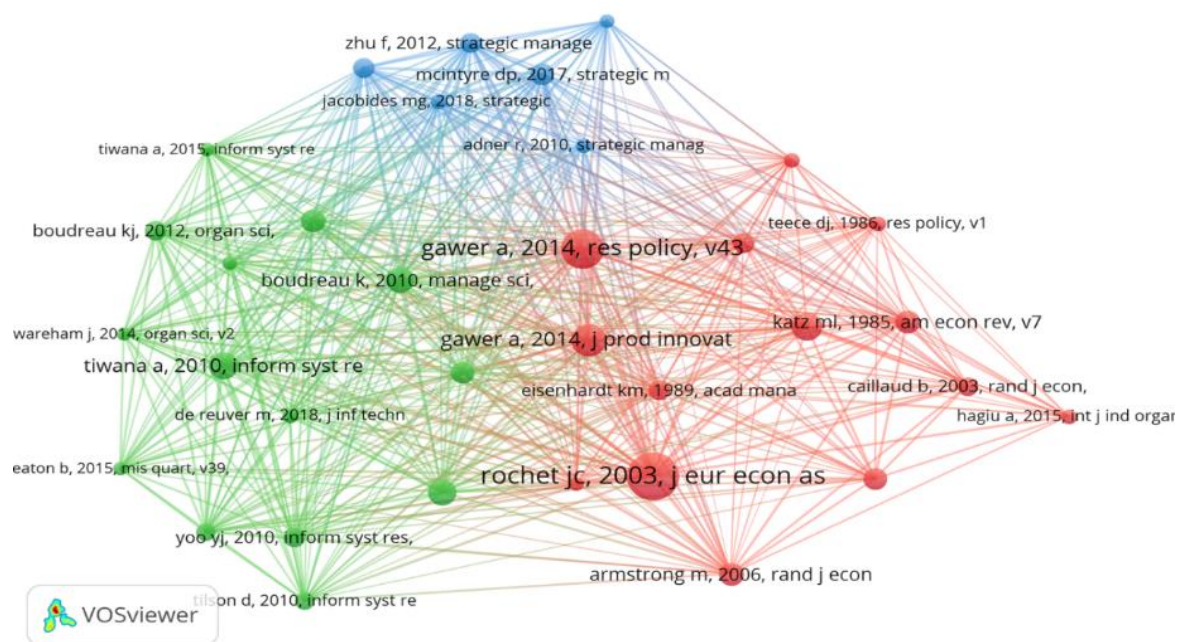 zhu f, 2012, strategic manage
mcintyre dp, 2017, strategic m
jacobides mg, 2018, strategic
tiwana a, 2015, inform syst re
adner r, 2010, strategic manag
teece dj, 1986, res policy, v1
boudreau kj, 2012, organ sci,
gawer a, 2014, res policy, v43
boudreau k, 2010, manage sci,
katz ml, 1985, am econ rev, v7
wareham j, 2014, organ sci, v2
gawer a, 2014, j prod innovat
tiwana a, 2010, inform syst re
eisenhardt km, 1989, acad mana
caillaud b, 2003, rand j econ,
de reuver m, 2018, j inf techn
hagiu a, 2015, int j ind organ
eaton b, 2015, mis quart, v39,
rochet jc, 2003, j eur econ as
yoo yj, 2010, inform syst res,
armstrong m, 2006, rand j econ
tilson d, 2010, inform syst re
VOSviewer